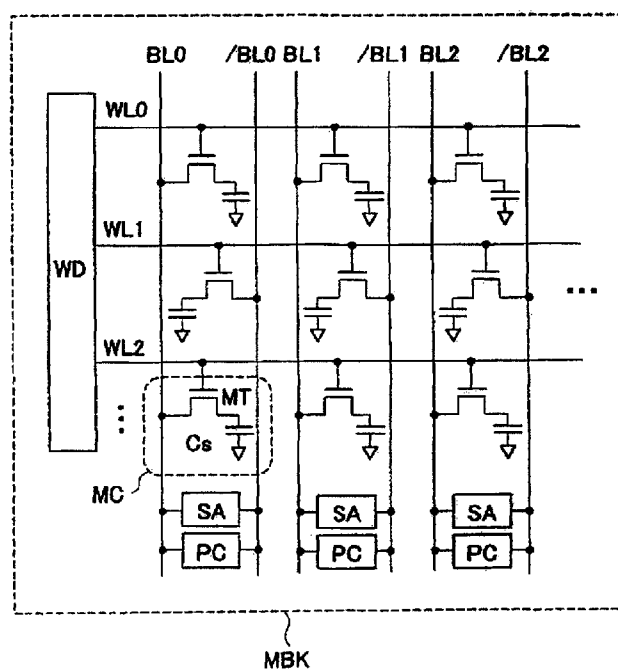 BL0 /BL0 BL1 /BL1 BL2 /BL2
WL0
WL1
WD
...
WL2
MT
...
Cs
MC
SA SA SA
PC PC PC
MBK